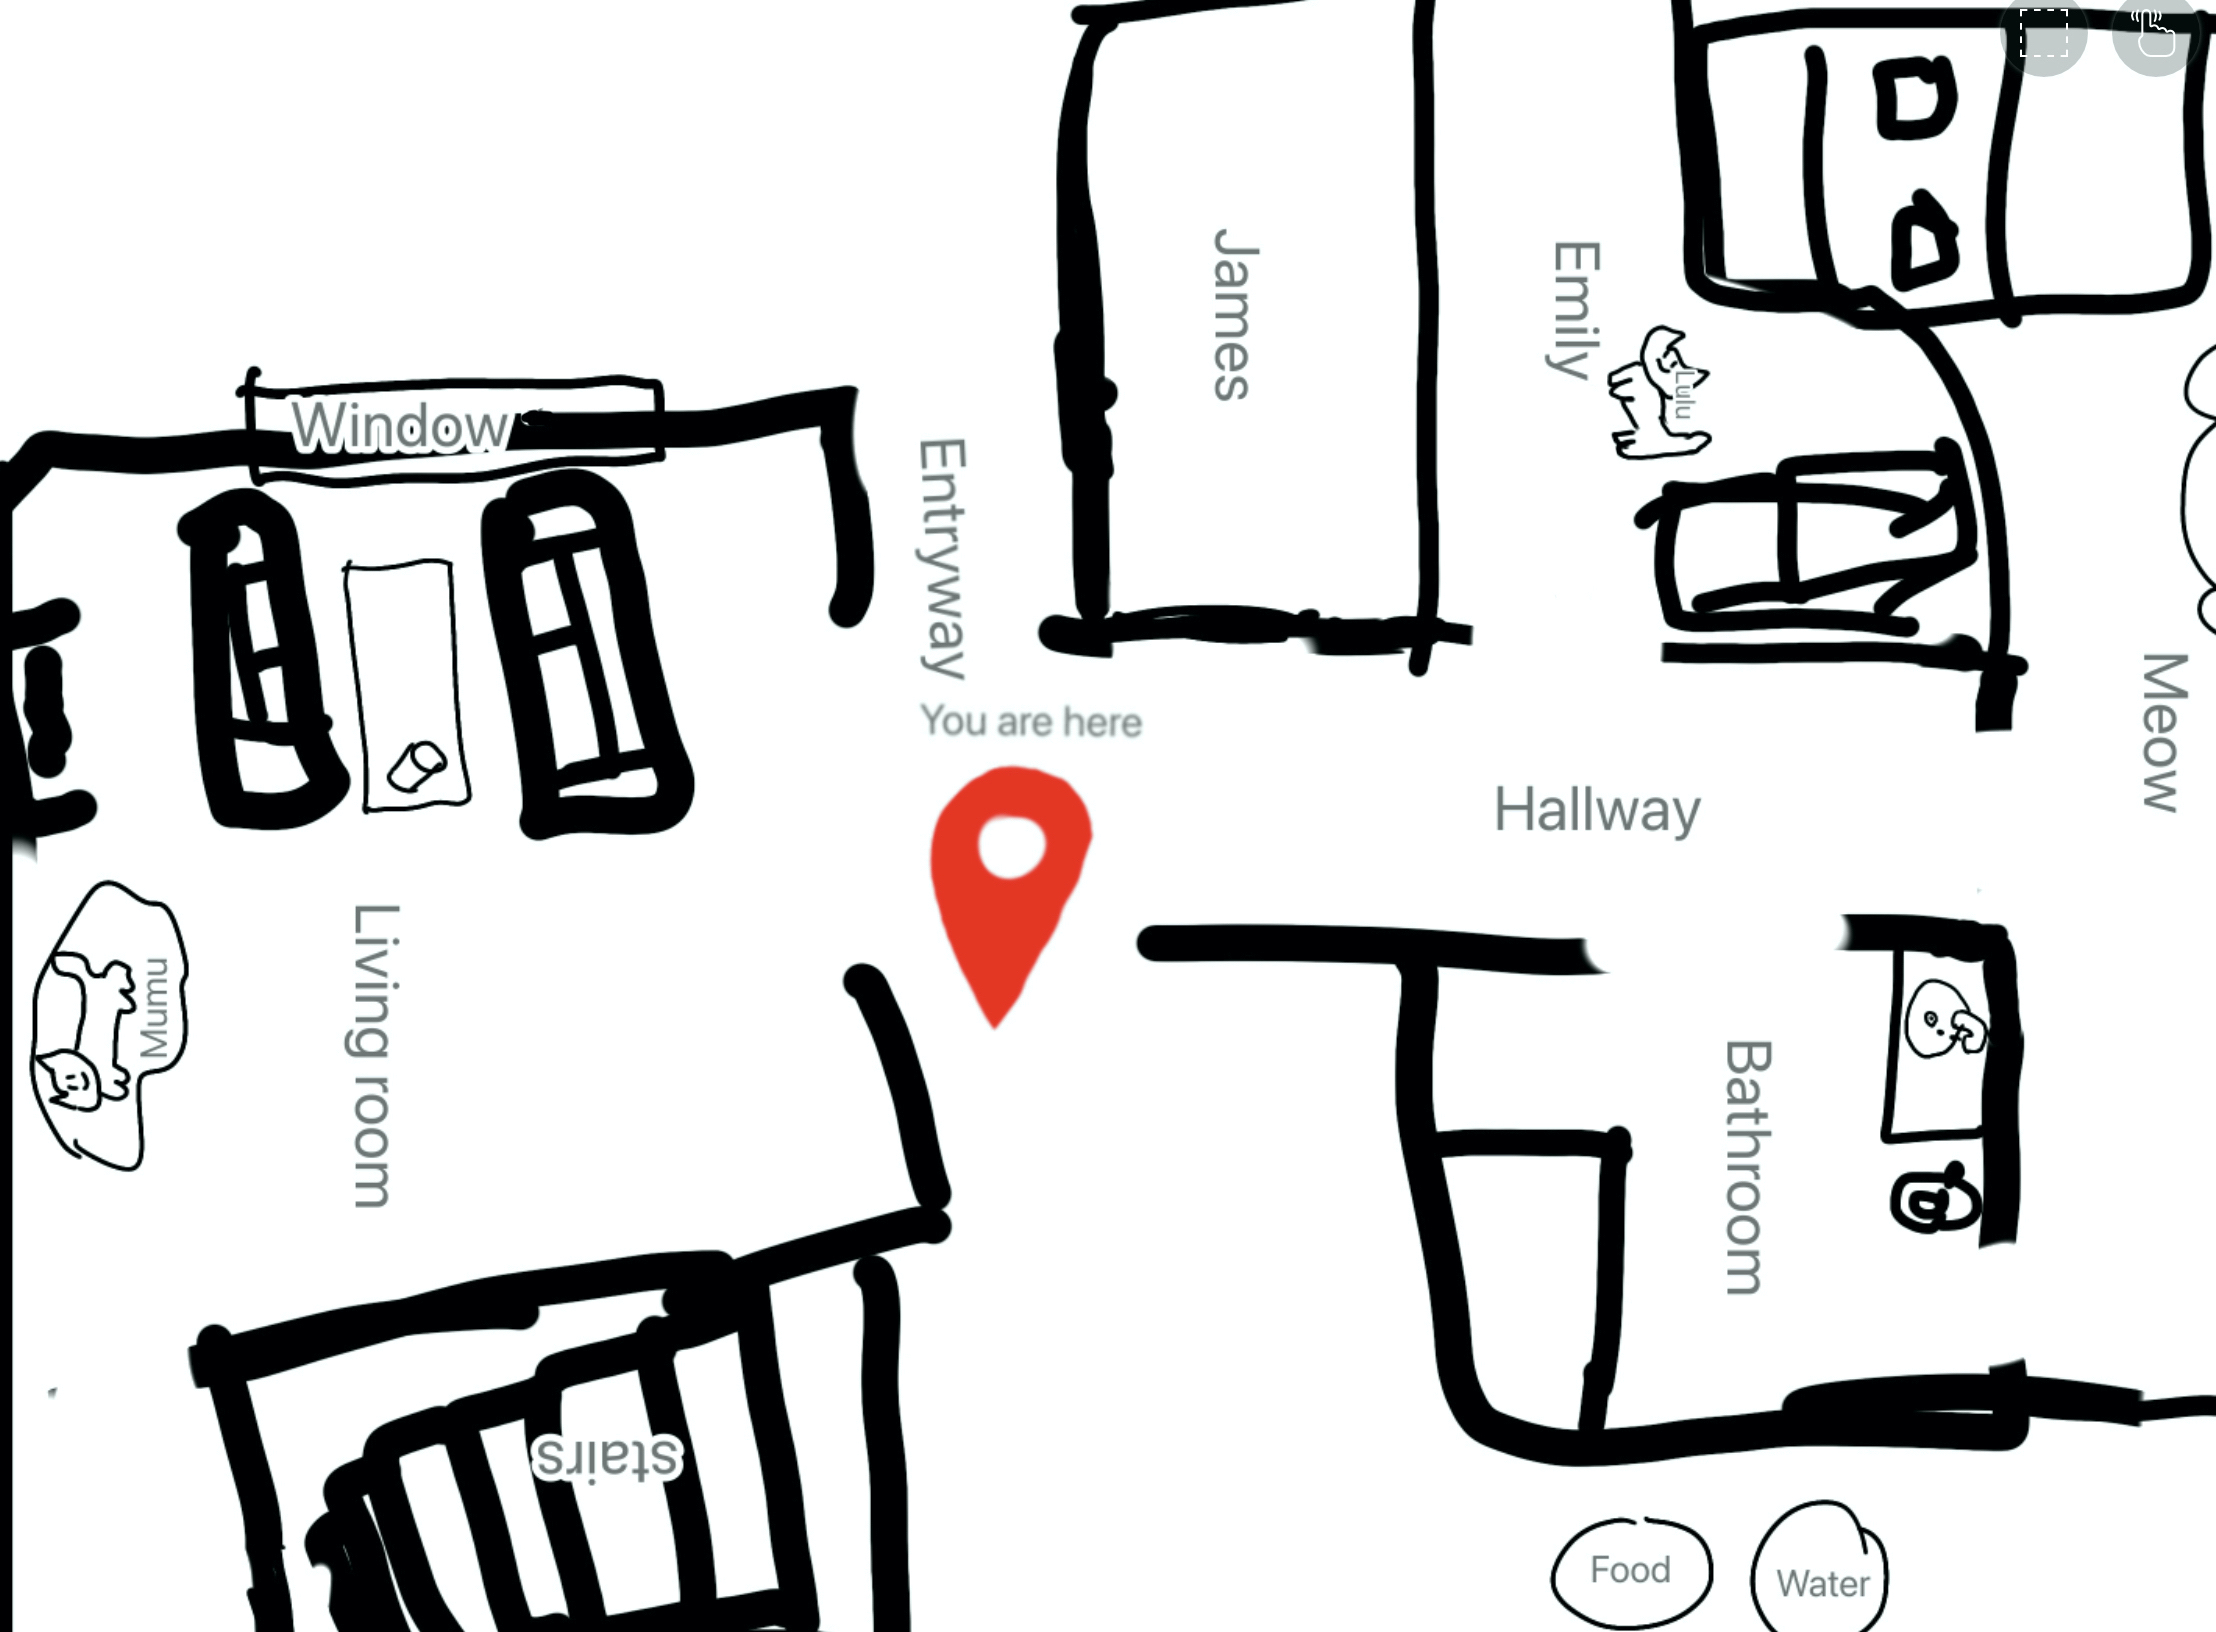 James
Emily
Lulu
Window
Entryway
You are here
Meow
Hallway
Living room
Mumu
Bathroom
stairs
Food
Water